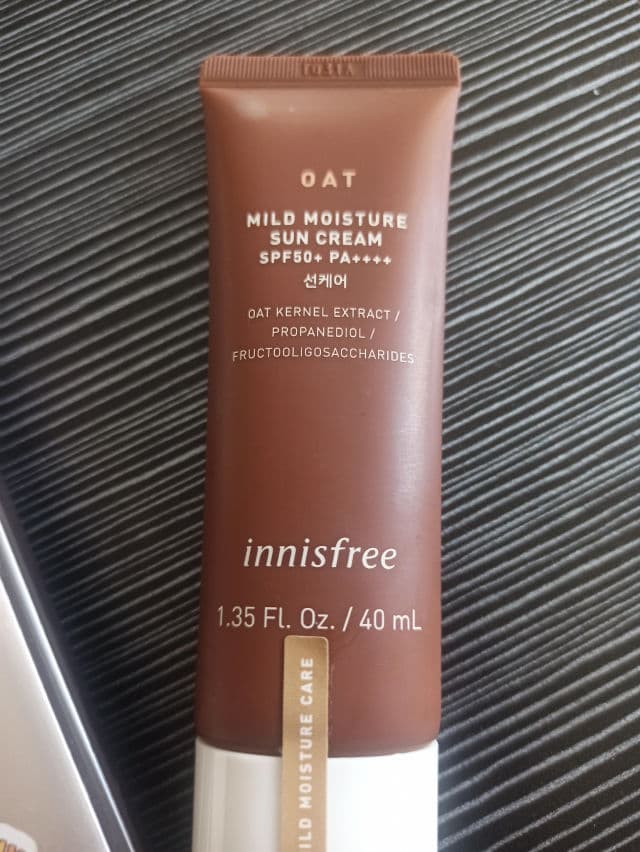 OAT
MILD MOISTURE
SUN CREAM
SPF50+ PA++++
선케어
OAT KERNEL EXTRACT /
PROPANEDIOL /
FRUCTOOLIGOSACCHARIDES
innisfree
1.35 Fl. Oz. / 40 mL
MOISTURE CARE